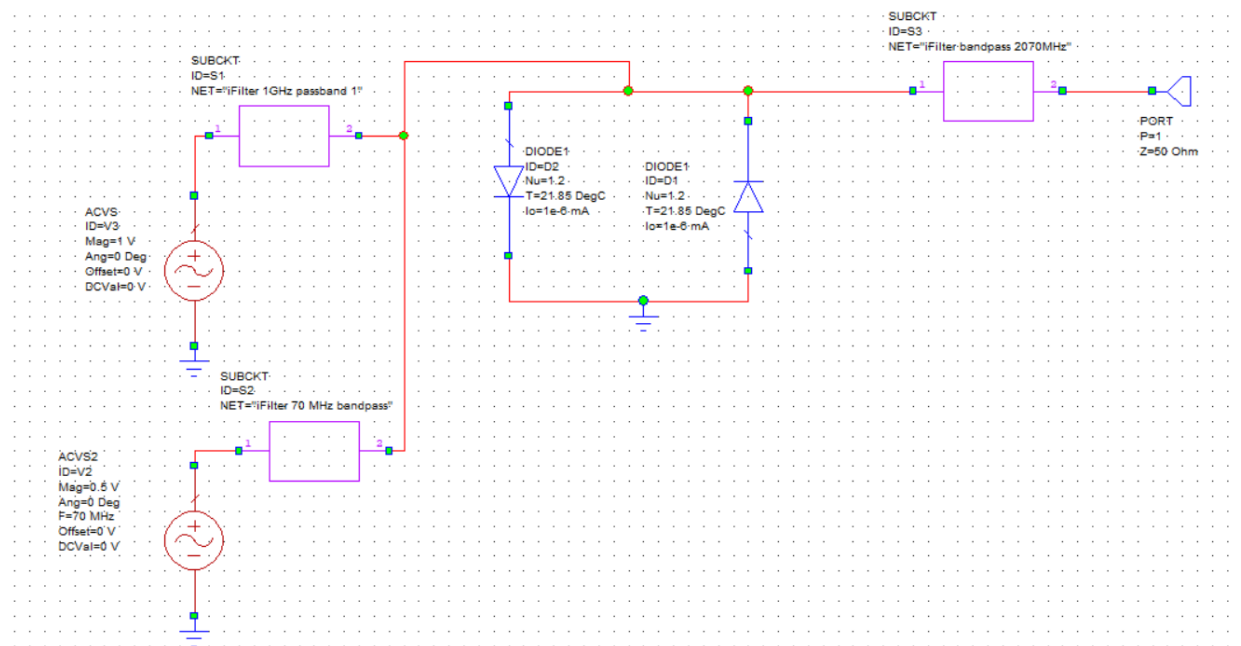 SUBCKT
ID=S3
NET="iFilter bandpass 2070MHz"
1
2
PORT
P=1
Z=50 Ohm
SUBCKT
ID=S1
NET="iFilter 1GHz passband 1"
1
2
DIODE1
ID=D2
Nu=1.2
T=21.85 DegC
Io=1e-6 mA
DIODE1
ID=D1
Nu=1.2
T=21.85 DegC
Io=1e-6 mA
ACVS
ID=V3
Mag=1 V
Ang=0 Deg
Offset=0 V
DCVal=0 V
SUBCKT
ID=S2
NET="iFilter 70 MHz bandpass"
1
2
ACVS2
ID=V2
Mag=0.5 V
Ang=0 Deg
F=70 MHz
Offset=0 V
DCVal=0 V